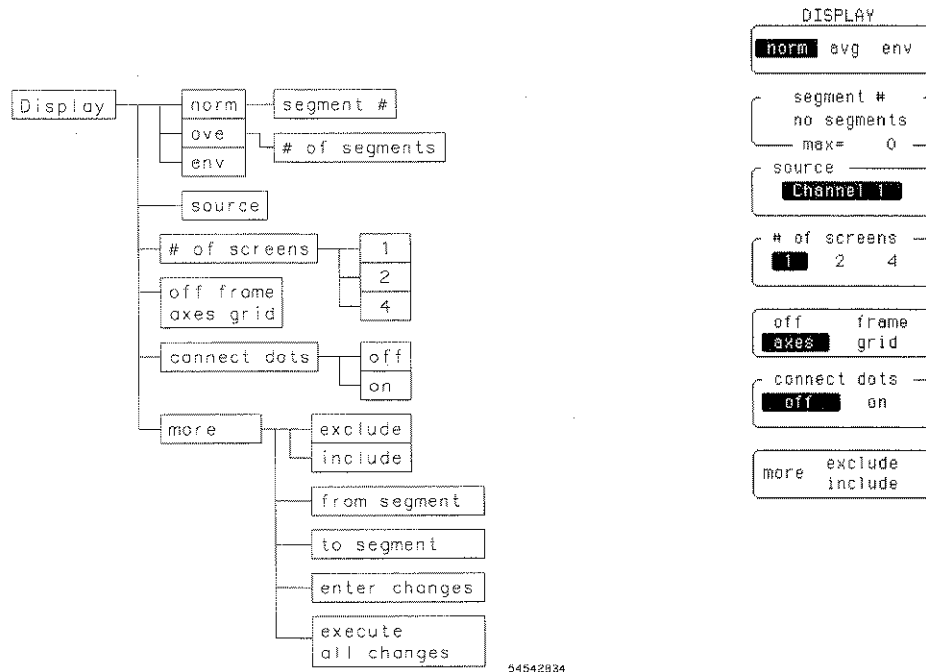 Display
norm
ave
env
segment #
# of segments
source
# of screens
1
2
4
off frame
axes grid
connect dots
off
on
more
exclude
include
from segment
to segment
enter changes
execute
all changes
54542834
DISPLAY
norm avg env
segment #
no segments
max= 0
source
Channel 1
# of screens
1 2 4
off frame
axes grid
connect dots
off on
more exclude
include